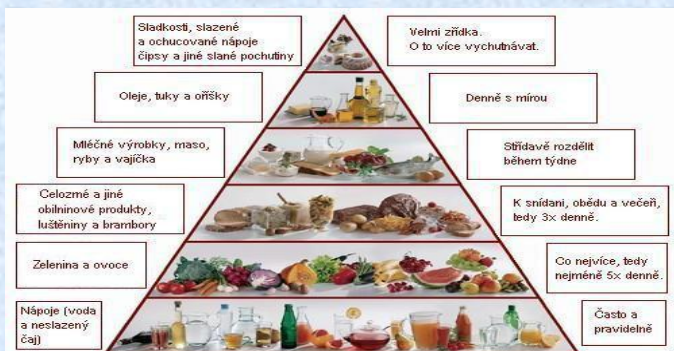 Sladkosti, slazené
a ochucované nápoje
čipsy a jiné slané pochutiny
Velmi zřídka.
O to více vychutnávat.
Oleje, tuky a oříšky
Denně s mírou
Mléčné výrobky, maso,
ryby a vajíčka
Střídavě rozdělit
během týdne
Celozrné a jiné
obilninové produkty,
luštěniny a brambory
K snídani, obědu a večeři,
tedy 3x denně.
Zelenina a ovoce
Co nejvíce, tedy
nejméně 5x denně.
Nápoje (voda
a neslazený
čaj)
Často a
pravidelně